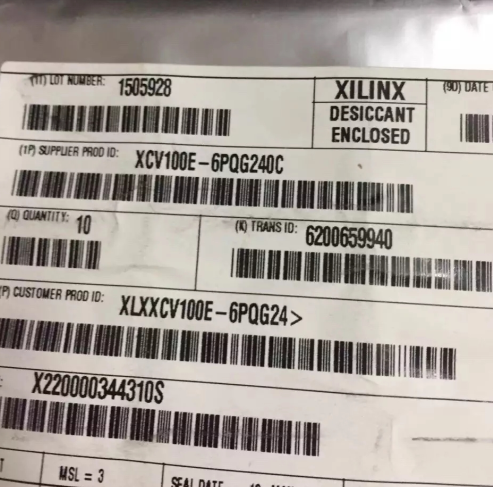 (1T) LOT NUMBER: 1505928
XILINX
DESICCANT
ENCLOSED
(9D) DATE
(1P) SUPPLIER PROD ID: XCV100E-6PQG240C
(Q) QUANTITY: 10
(K) TRANS ID: 6200659940
(P) CUSTOMER PROD ID: XLXXCV100E-6PQG24>
X220000344310S
MSL = 3
SEAL DATE